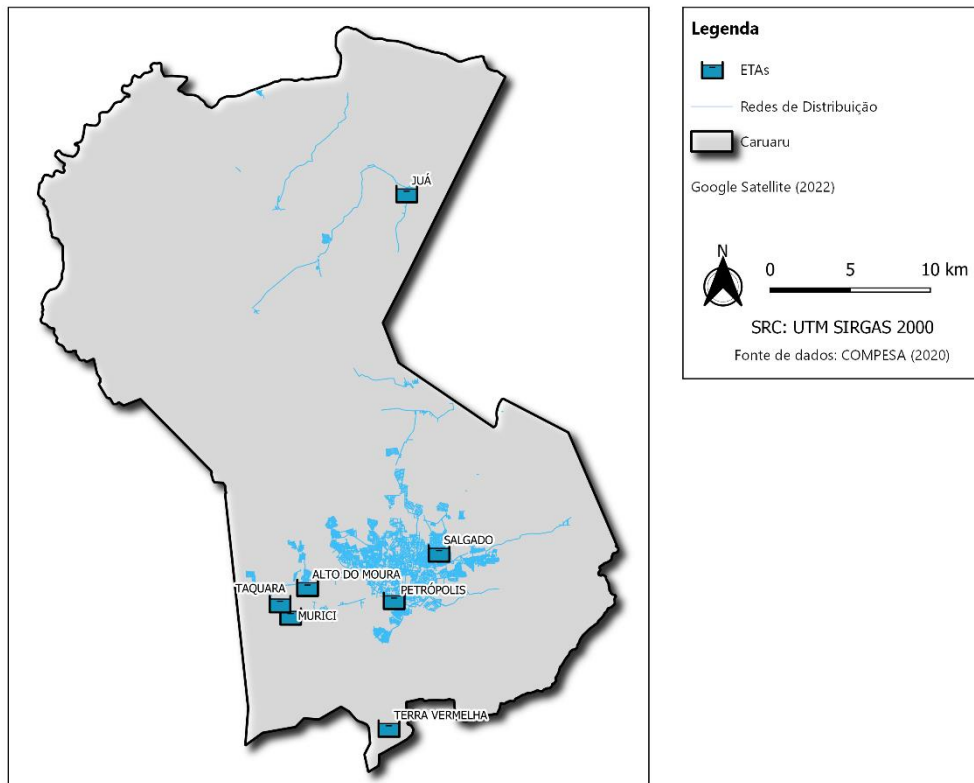 JUÁ
SALGADO
ALTO DO MOURA
TAQUARA
PETRÓPOLIS
MURICI
TERRA VERMELHA
Legenda
ETAs
Redes de Distribuição
Caruaru
Google Satellite (2022)
N
0 5 10 km
SRC: UTM SIRGAS 2000
Fonte de dados: COMPESA (2020)